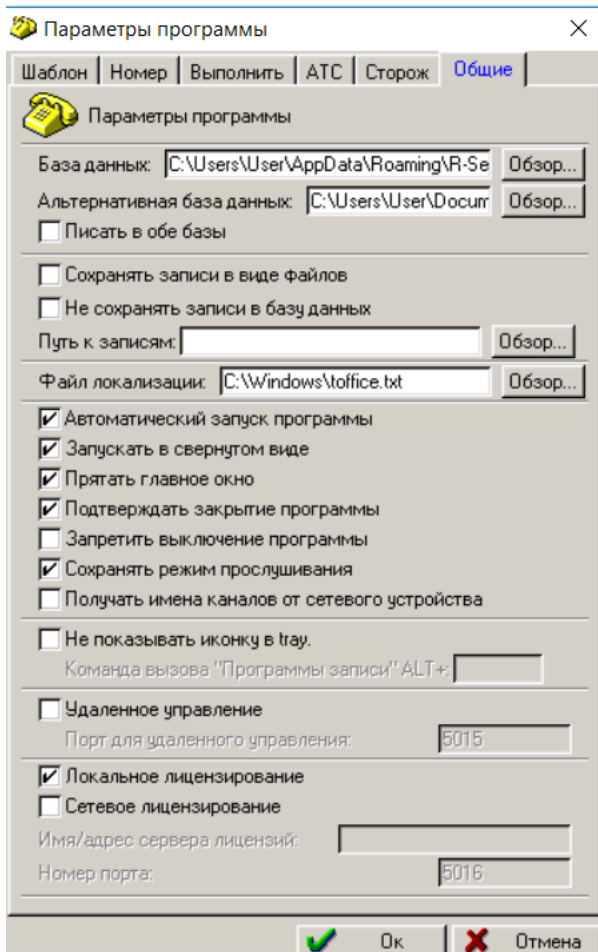 Параметры программы
Шаблон Номер Выполнить АТС Сторож Общие
Параметры программы
База данных: C:\Users\User\AppData\Roaming\R-Se Обзор...
Альтернативная база данных: C:\Users\User\Docum Обзор...
Писать в обе базы
Сохранять записи в виде файлов
Не сохранять записи в базу данных
Путь к записям: Обзор...
Файл локализации: C:\Windows\toffice.txt Обзор...
Автоматический запуск программы
Запускать в свернутом виде
Прятать главное окно
Подтверждать закрытие программы
Запретить выключение программы
Сохранять режим прослушивания
Получать имена каналов от сетевого устройства
Не показывать иконку в tray.
Команда вызова "Программы записи" ALT+:
Удаленное управление
Порт для удаленного управления: 5015
Локальное лицензирование
Сетевое лицензирование
Имя/адрес сервера лицензий:
Номер порта: 5016
Ок Отмена